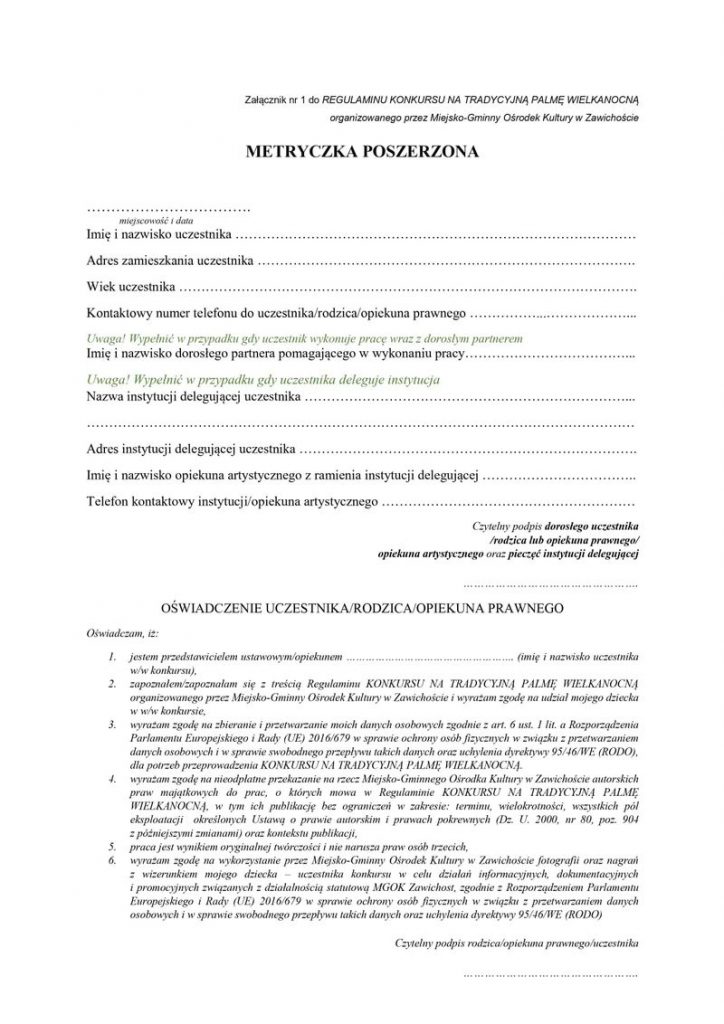 Załącznik nr 1 do REGULAMINU KONKURSU NA TRADYCYJNĄ PALMĘ WIELKANOCNĄ
organizowanego przez Miejsko-Gminny Ośrodek Kultury w Zawichoście
METRYCZKA POSZERZONA
……………………………
miejscowość i data
Imię i nazwisko uczestnika ………………………………………………………………
Adres zamieszkania uczestnika ………………………………………………………….
Wiek uczestnika ……………………………………………………………………….
Kontaktowy numer telefonu do uczestnika/rodzica/opiekuna prawnego …………...……………...
Uwaga! Wypełnić w przypadku gdy uczestnik wykonuje pracę wraz z dorosłym partnerem
Imię i nazwisko dorosłego partnera pomagającego w wykonaniu pracy………………………...
Uwaga! Wypełnić w przypadku gdy uczestnika deleguje instytucja
Nazwa instytucji delegującej uczestnika …………………………………………………...
………………………………………………………………………………………
Adres instytucji delegującej uczestnika …………………………………………………….
Imię i nazwisko opiekuna artystycznego z ramienia instytucji delegującej ………………………..
Telefon kontaktowy instytucji/opiekuna artystycznego ………………………………………
Czytelny podpis dorosłego uczestnika
/rodzica lub opiekuna prawnego/
opiekuna artystycznego oraz pieczęć instytucji delegującej
…………………………………………….
OŚWIADCZENIE UCZESTNIKA/RODZICA/OPIEKUNA PRAWNEGO
Oświadczam, iż:
1. jestem przedstawicielem ustawowym/opiekunem ……………………………………………. (imię i nazwisko uczestnika
w/w konkursu),
2. zapoznałem/zapoznałam się z treścią Regulaminu KONKURSU NA TRADYCYJNĄ PALMĘ WIELKANOCNĄ
organizowanego przez Miejsko-Gminny Ośrodek Kultury w Zawichoście i wyrażam zgodę na udział mojego dziecka
w w/w konkursie,
3. wyrażam zgodę na zbieranie i przetwarzanie moich danych osobowych zgodnie z art. 6 ust. 1 lit. a Rozporządzenia
Parlamentu Europejskiego i Rady (UE) 2016/679 w sprawie ochrony osób fizycznych w związku z przetwarzaniem
danych osobowych i w sprawie swobodnego przepływu takich danych oraz uchylenia dyrektywy 95/46/WE (RODO),
dla potrzeb przeprowadzenia KONKURSU NA TRADYCYJNĄ PALMĘ WIELKANOCNĄ.
4. wyrażam zgodę na nieodpłatne przekazanie na rzecz Miejsko-Gminnego Ośrodka Kultury w Zawichoście autorskich
praw majątkowych do prac, o których mowa w Regulaminie KONKURSU NA TRADYCYJNĄ PALMĘ
WIELKANOCNĄ, w tym ich publikację bez ograniczeń w zakresie: terminu, wielokrotności, wszystkich pól
eksploatacji określonych Ustawą o prawie autorskim i prawach pokrewnych (Dz. U. 2000, nr 80, poz. 904
z późniejszymi zmianami) oraz kontekstu publikacji,
5. praca jest wynikiem oryginalnej twórczości i nie narusza praw osób trzecich,
6. wyrażam zgodę na wykorzystanie przez Miejsko-Gminny Ośrodek Kultury w Zawichoście fotografii oraz nagrań
z wizerunkiem mojego dziecka – uczestnika konkursu w celu działań informacyjnych, dokumentacyjnych
i promocyjnych związanych z działalnością statutową MGOK Zawichost, zgodnie z Rozporządzeniem Parlamentu
Europejskiego i Rady (UE) 2016/679 w sprawie ochrony osób fizycznych w związku z przetwarzaniem danych
osobowych i w sprawie swobodnego przepływu takich danych oraz uchylenia dyrektywy 95/46/WE (RODO)
Czytelny podpis rodzica/opiekuna prawnego/uczestnika
…………………………………………….